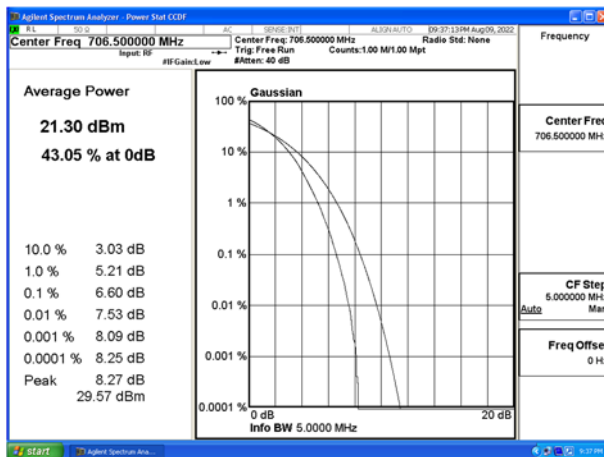 Agilent Spectrum Analyzer - Power Stat CCDF
RL 50 Ω AC SENSE:INT ALIGN AUTO 09:37:13PM Aug09, 2022
Center Freq 706.500000 MHz
Input: RF
#IFGain:Low
Center Freq: 706.500000 MHz
Trig: Free Run Counts:1.00 M/1.00 Mpt
#Atten: 40 dB
Radio Std: None
Frequency
Average Power
21.30 dBm
43.05 % at 0dB
10.0 % 3.03 dB
1.0 % 5.21 dB
0.1 % 6.60 dB
0.01 % 7.53 dB
0.001 % 8.09 dB
0.0001 % 8.25 dB
Peak 8.27 dB
29.57 dBm
Gaussian
100 %
10 %
1 %
0.1 %
0.01 %
0.001 %
0.0001 %
0 dB 20 dB
Info BW 5.0000 MHz
Center Freq
706.500000 MHz
CF Step
5.000000 MHz
Auto Man
Freq Offset
0 Hz
start
Agilent Spectrum Ana...
9:37 PM